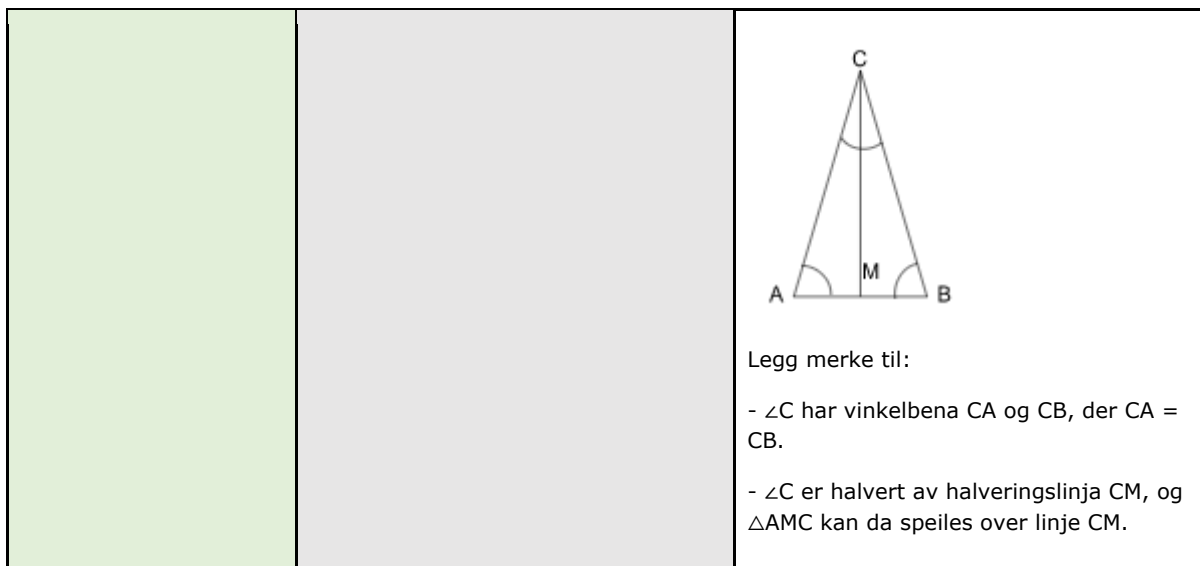 C
M
A
B
Legg merke til:
- ∠C har vinkelbena CA og CB, der CA =
CB.
- ∠C er halvert av halveringslinja CM, og
△AMC kan da speiles over linje CM.